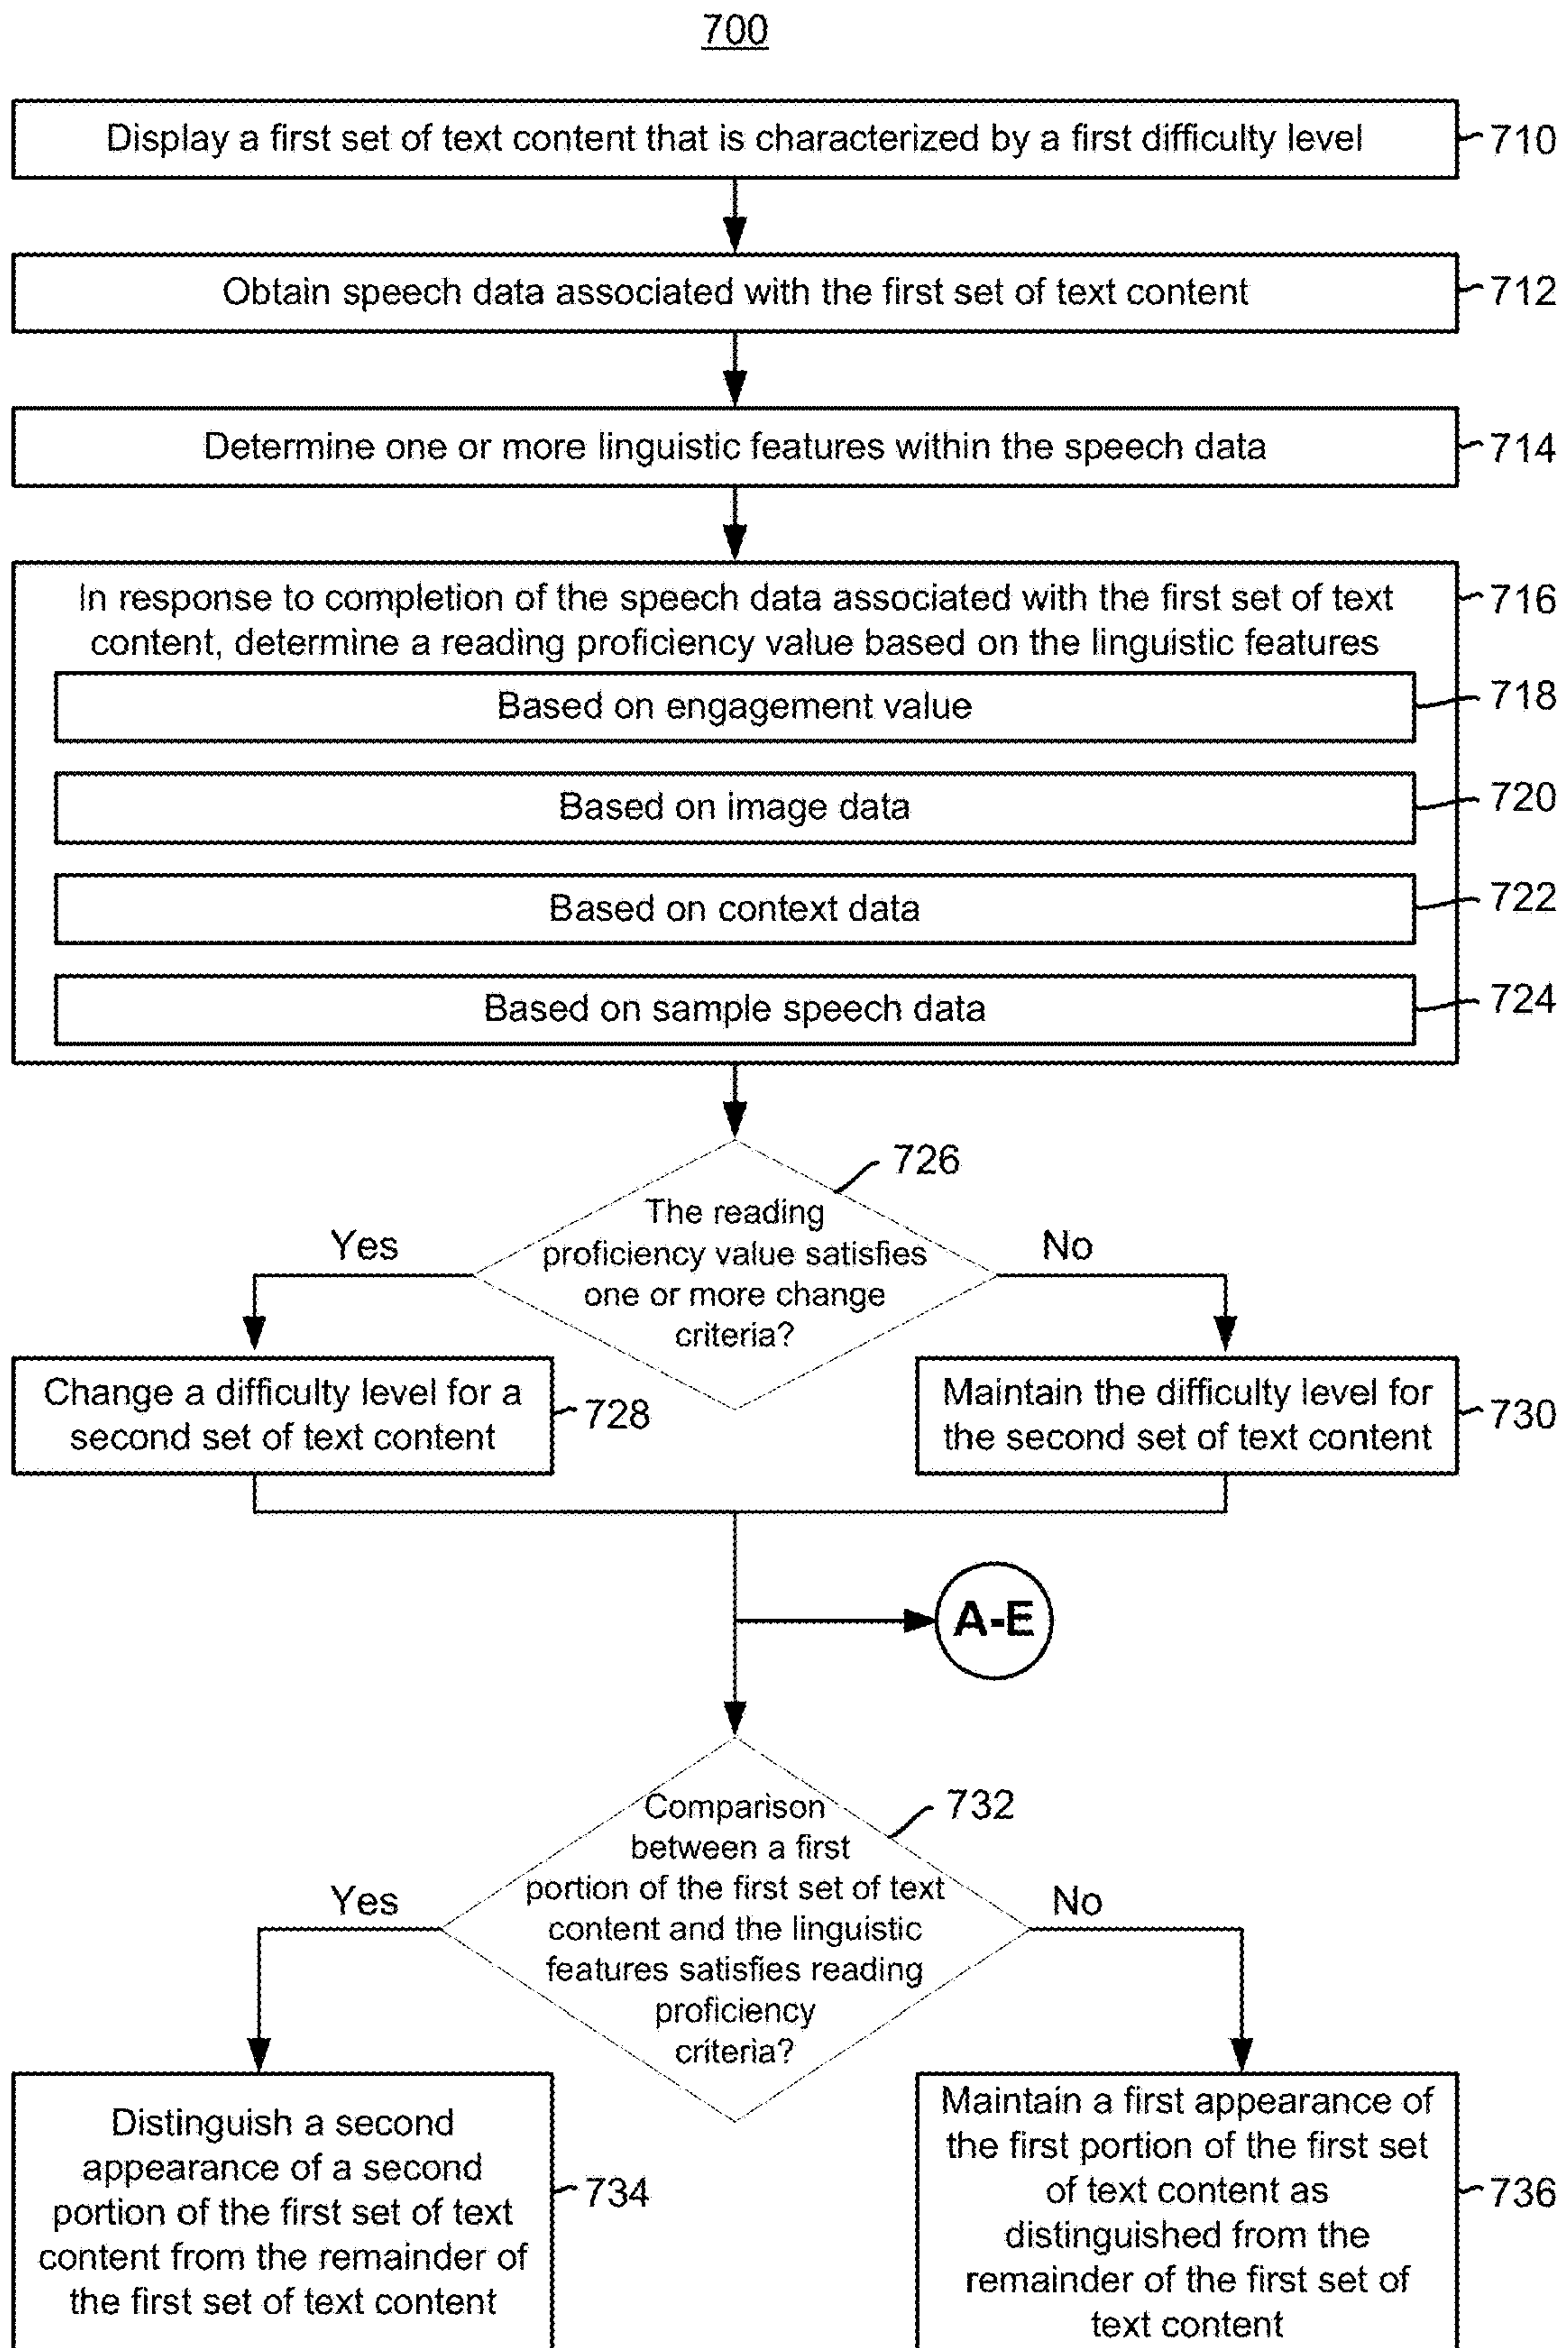 700
Display a first set of text content that is characterized by a first difficulty level
710
Obtain speech data associated with the first set of text content
712
Determine one or more linguistic features within the speech data
714
In response to completion of the speech data associated with the first set of text
content, determine a reading proficiency value based on the linguistic features
716
Based on engagement value
718
Based on image data
720
Based on context data
722
Based on sample speech data
724
726
The reading
proficiency value satisfies
one or more change
criteria?
Yes
No
Change a difficulty level for a
second set of text content
728
Maintain the difficulty level for
the second set of text content
730
A-E
732
Comparison
between a first
portion of the first set of text
content and the linguistic
features satisfies reading
proficiency
criteria?
Yes
No
Distinguish a second
appearance of a second
portion of the first set of text
content from the remainder of
the first set of text content
734
Maintain a first appearance of
the first portion of the first set
of text content as
distinguished from the
remainder of the first set of
text content
736